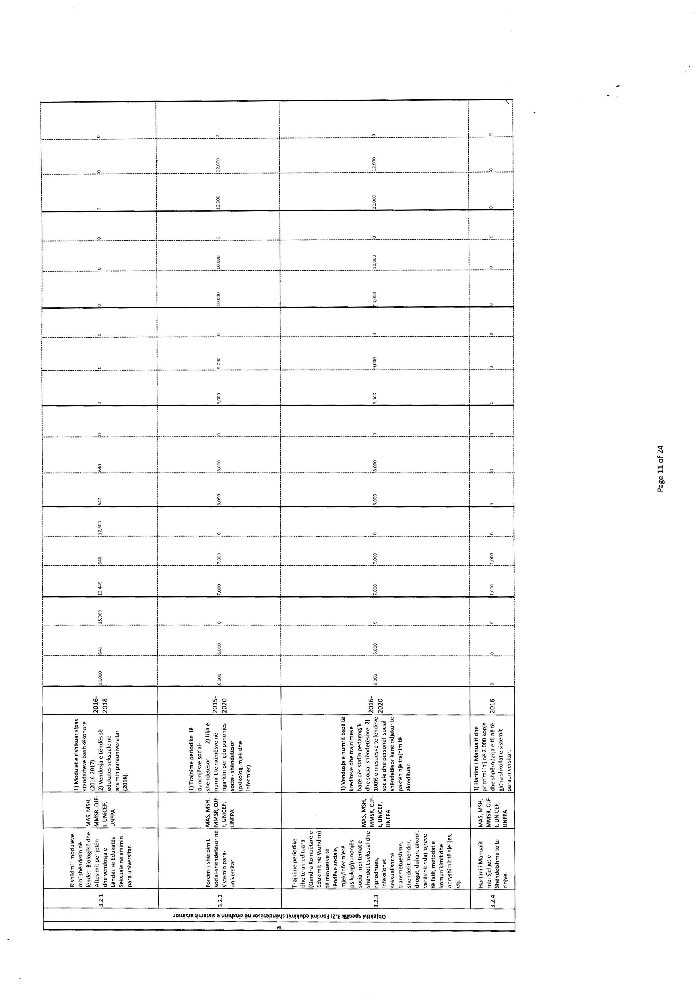 3
Objektivi specifik 3.2: Forcimi i edukimit shëndetësor në zinxhirin e sistemit arsimor
3.2.1
Rishikimi i moduleve
mbi shëndetin në
lëndët Biologjisë dhe
Aftësimit për jetën
dhe vendosja e
Lëndës së Edukatës
Seksuale në arsimin
para universitar.
MAS, MSH,
MMSR, OJF-
t, UNICEF,
UNFPA
1) Modulet e rishikuar sipas
standarteve bashkëkohore
(2016-2017).
2) Vendosja e Lëndës së
edukatës seksuale në
arsimin parauniversitar
(2018).
2016-
2018
16,000 640 15,360 13,440 640 12,800 640 640 0 0 0 0 0 0 0 0 0 0
3.2.2
Forcimi i shërbimit
social-shëndetësor në
sistemin para-
universitar .
MAS, MSH,
MMSR, OJF-
t, UNICEF,
UNFPA
1) Trajnime periodike të
punonjësve social-
shëndetësor. 2) Ulja e
numrit të nxënësve në
ngarkim për çdo punonjës
social- shëndetësor
(psikolog, mjek dhe
infermier).
2015-
2020
6,000 6,000 0 7,000 7,000 0 8,000 8,000 0 9,000 9,000 0 10,000 10,000 0 12,000 12,000 0
3.2.3
Trajnime periodike
dhe të akredituara
(Qendra Kombëtare e
Edukimit në Vazhdim)
të mësuesve të
lëndëve sociale,
mjek/infermierë,
psikolog/punonjës
social mbi temat e
shëndetit seksual dhe
riprodhues,
infeksionet
seksualisht të
transmetueshme,
shëndetit mendor,
drogat, duhan, alkool,
varësinë ndaj lojrave
të fatit, metodat e
komunikimit dhe
ndryshimit të sjelljes,
etj.
MAS, MSH,
MMSR, OJF-
t, UNICEF,
UNFPA
1) Vendosja e numrit bazë të
krediteve dhe trajnimeve
bazë për stafin pedagogjik
dhe social-shëndetësore. 2)
100% e mësuesve të lëndëve
sociale dhe personeli social-
shëndetësor kanë ndjekur të
paktën një trajnim të
akredituar.
2016-
2020
6,000 6,000 0 7,000 7,000 0 8,000 8,000 0 9,000 9,000 0 10,000 10,000 0 12,000 12,000 0
3.2.4
Hartimi i Manualit
mbi Sjelljet e
Shëndetshme të të
rinjve.
MAS, MSH,
MMSR, OJF-
t, UNICEF,
UNFPA
1) Hartimi i Manualit dhe
printimi i tij në 2.000 kopje
dhe shpërndarja e tij në të
gjitha shkollat e sistemit
parauniversitar.
2016
0 0 0 1,000 1,000 0 0 0 0 0 0 0 0 0 0 0 0 0
Page 11 of 24